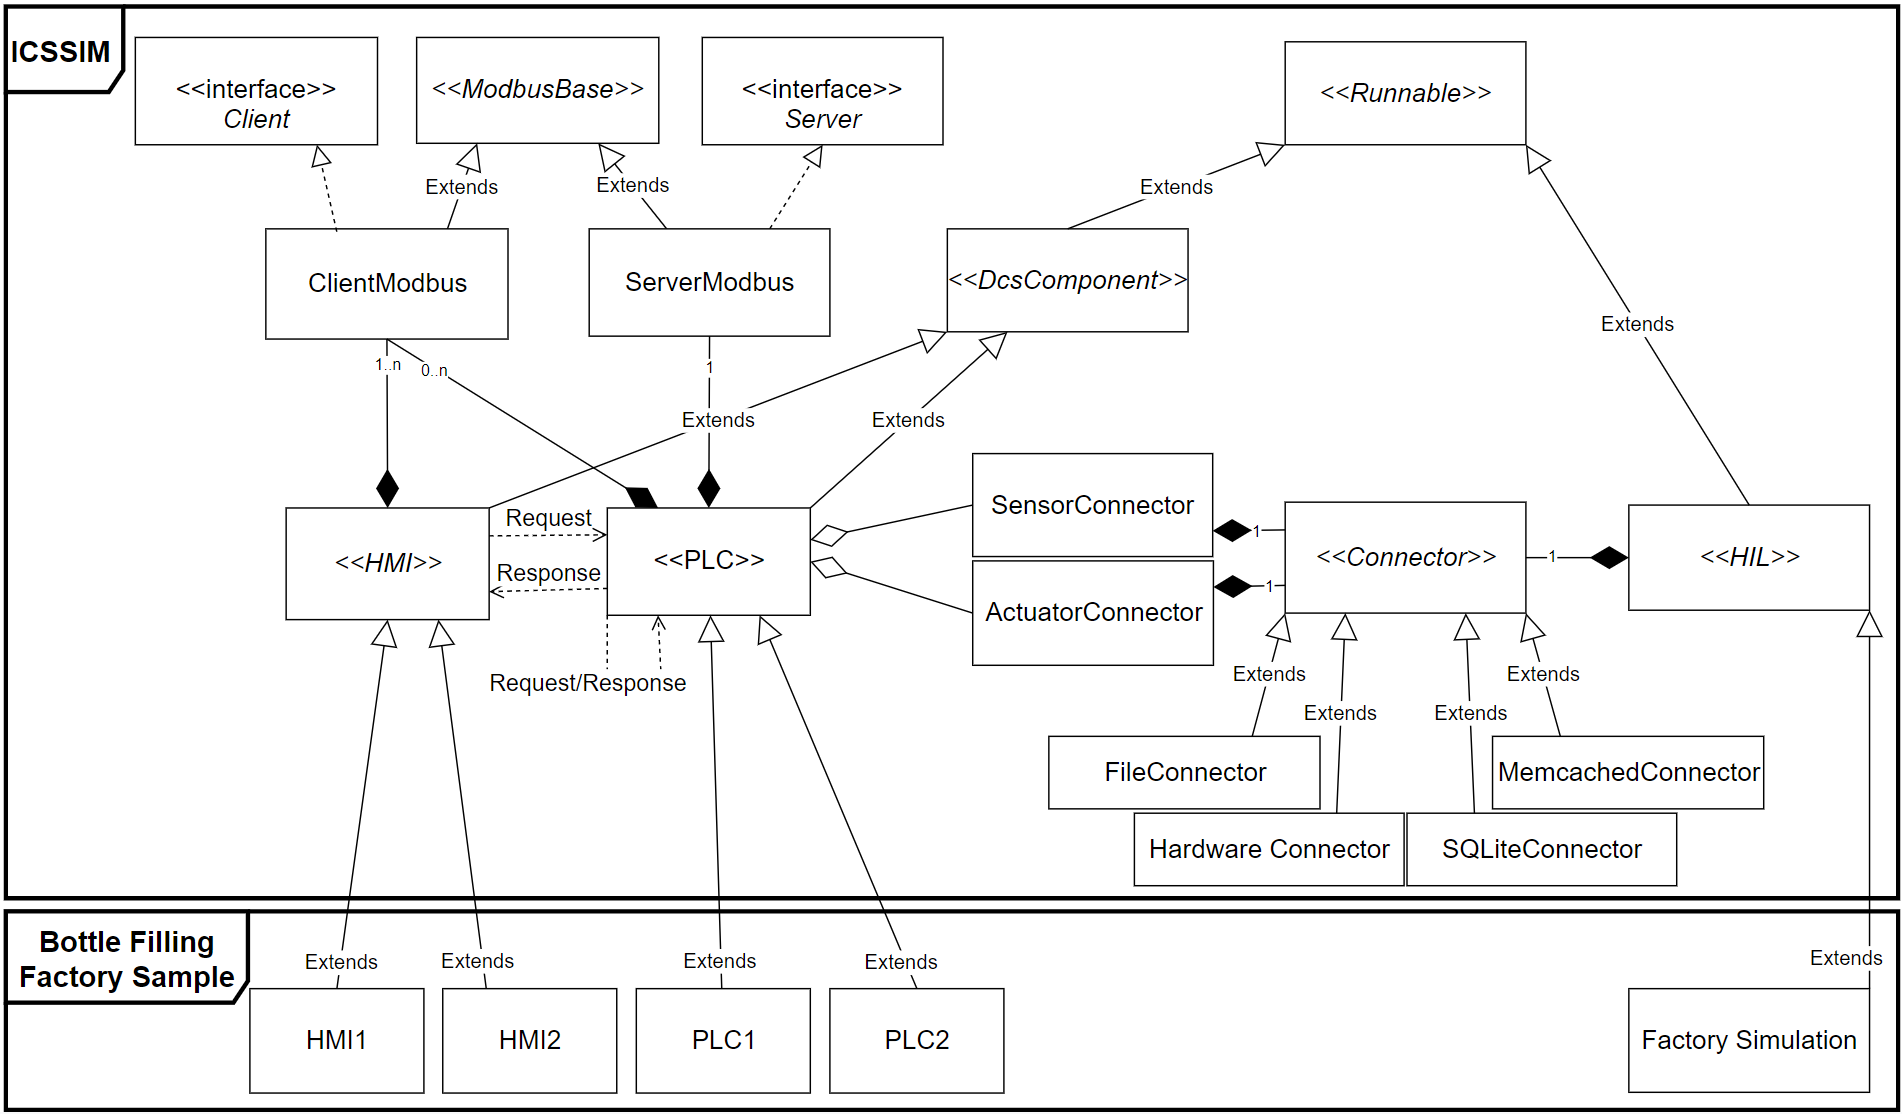 ICSSIM
<<interface>>
Client
<<ModbusBase>>
<<interface>>
Server
<<Runnable>>
Extends
Extends
Extends
ClientModbus
ServerModbus
<<DcsComponent>>
Extends
1..n
0..n
1
Extends
Extends
SensorConnector
Request
<<HMI>>
<<PLC>>
Response
1
<<Connector>>
1
<<HIL>>
1
ActuatorConnector
Request/Response
Extends
Extends
Extends
Extends
FileConnector
MemcachedConnector
Hardware Connector
SQLiteConnector
Bottle Filling
Factory Sample
Extends
Extends
Extends
Extends
Extends
HMI1
HMI2
PLC1
PLC2
Factory Simulation